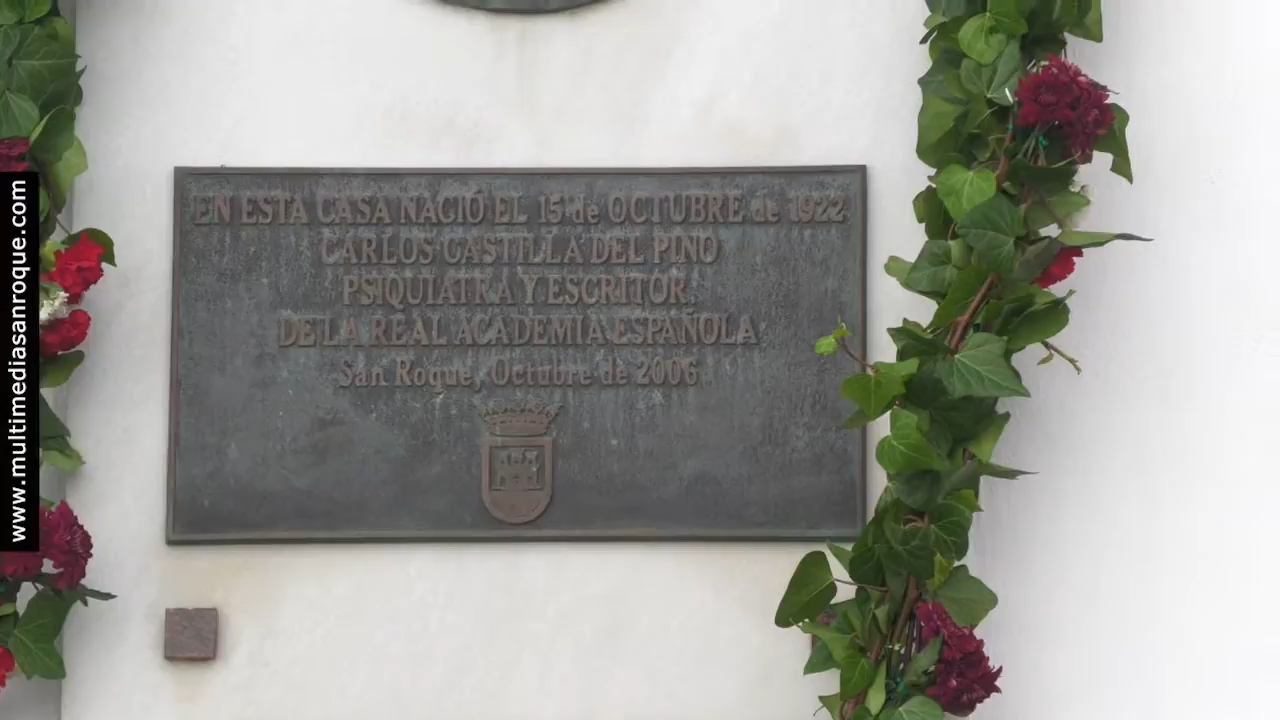 EN ESTA CASA NACIÓ EL 15 de OCTUBRE de 1922
CARLOS CASTILLA DEL PINO
PSIQUIATRA Y ESCRITOR
DE LA REAL ACADEMIA ESPAÑOLA
San Roque, Octubre de 2006
www.multimediasanroque.com